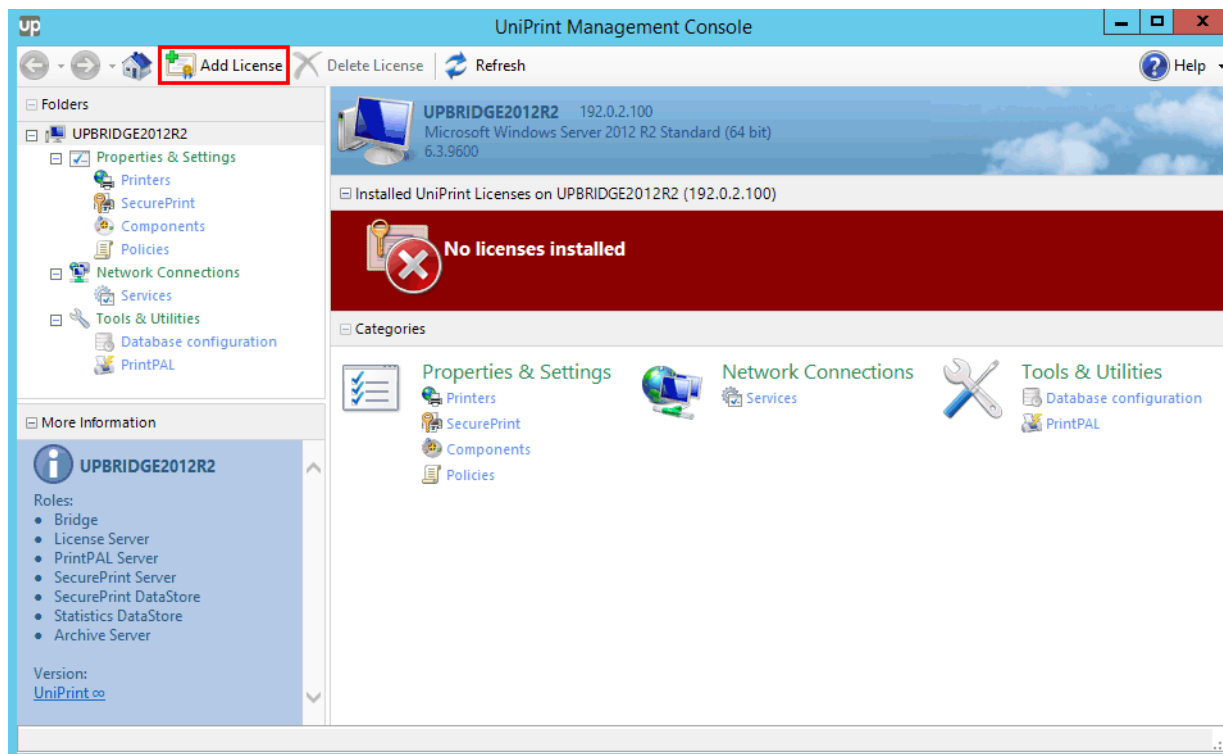 UP UniPrint Management Console
Add License Delete License Refresh Help
Folders
UPBRIDGE2012R2
Properties & Settings
Printers
SecurePrint
Components
Policies
Network Connections
Services
Tools & Utilities
Database configuration
PrintPAL
More Information
UPBRIDGE2012R2
Roles:
• Bridge
• License Server
• PrintPAL Server
• SecurePrint Server
• SecurePrint DataStore
• Statistics DataStore
• Archive Server
Version:
UniPrint ∞
UPBRIDGE2012R2 192.0.2.100
Microsoft Windows Server 2012 R2 Standard (64 bit)
6.3.9600
Installed UniPrint Licenses on UPBRIDGE2012R2 (192.0.2.100)
No licenses installed
Categories
Properties & Settings
Printers
SecurePrint
Components
Policies
Network Connections
Services
Tools & Utilities
Database configuration
PrintPAL